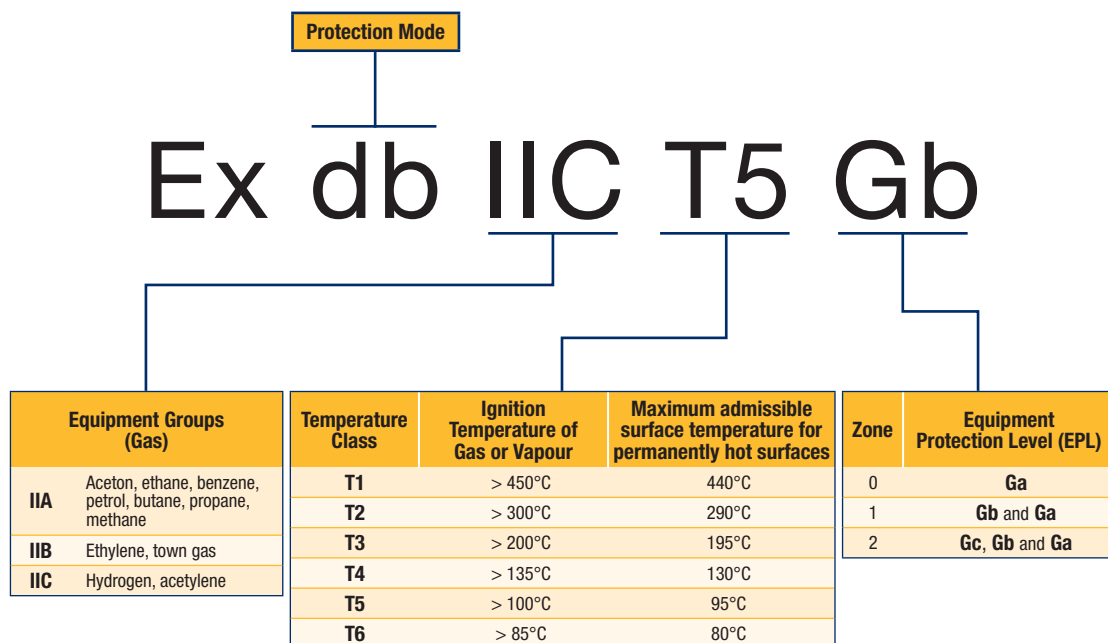 Protection Mode
Ex db IIC T5 Gb
Equipment Groups
(Gas)
IIA Aceton, ethane, benzene,
petrol, butane, propane,
methane
IIB Ethylene, town gas
IIC Hydrogen, acetylene
Temperature
Class
Ignition
Temperature of
Gas or Vapour
Maximum admissible
surface temperature for
permanently hot surfaces
T1 > 450°C 440°C
T2 > 300°C 290°C
T3 > 200°C 195°C
T4 > 135°C 130°C
T5 > 100°C 95°C
T6 > 85°C 80°C
Zone
Equipment
Protection Level (EPL)
0 Ga
1 Gb and Ga
2 Gc, Gb and Ga